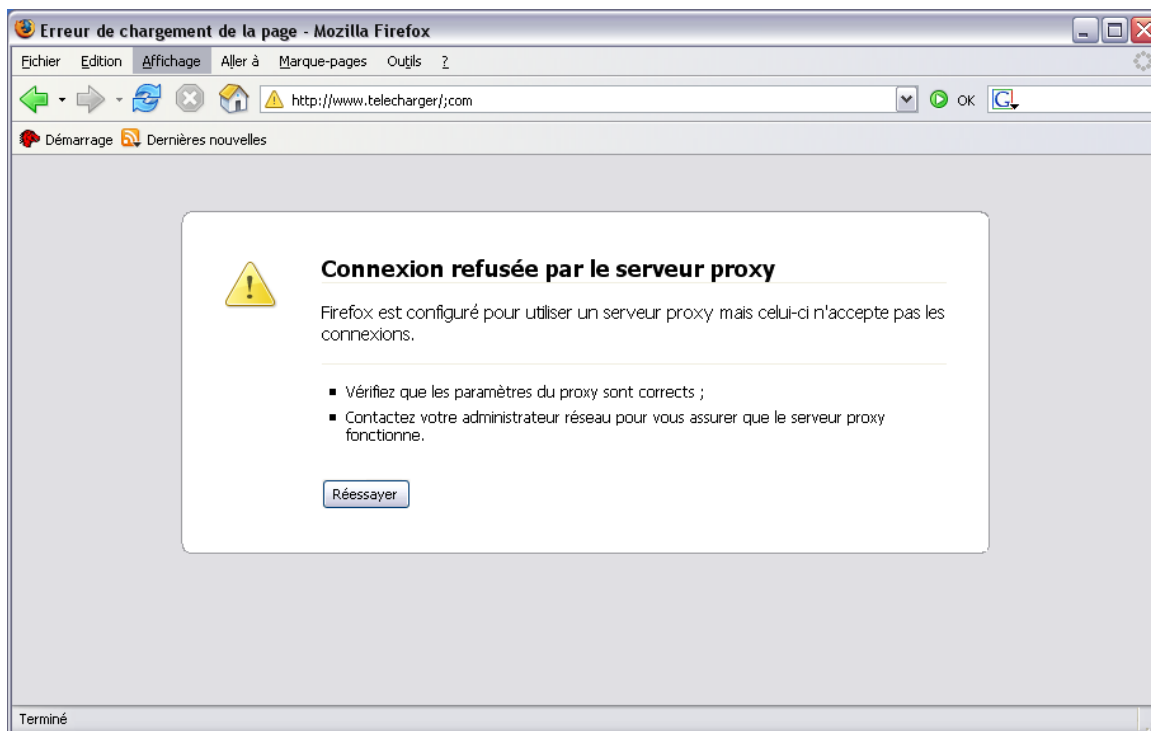 Erreur de chargement de la page - Mozilla Firefox
Fichier Edition Affichage Aller à Marque-pages Outils ?
http://www.telecharger/;com OK G
Démarrage Dernières nouvelles
Connexion refusée par le serveur proxy
Firefox est configuré pour utiliser un serveur proxy mais celui-ci n'accepte pas les
connexions.
Vérifiez que les paramètres du proxy sont corrects ;
Contactez votre administrateur réseau pour vous assurer que le serveur proxy
fonctionne.
Réessayer
Terminé